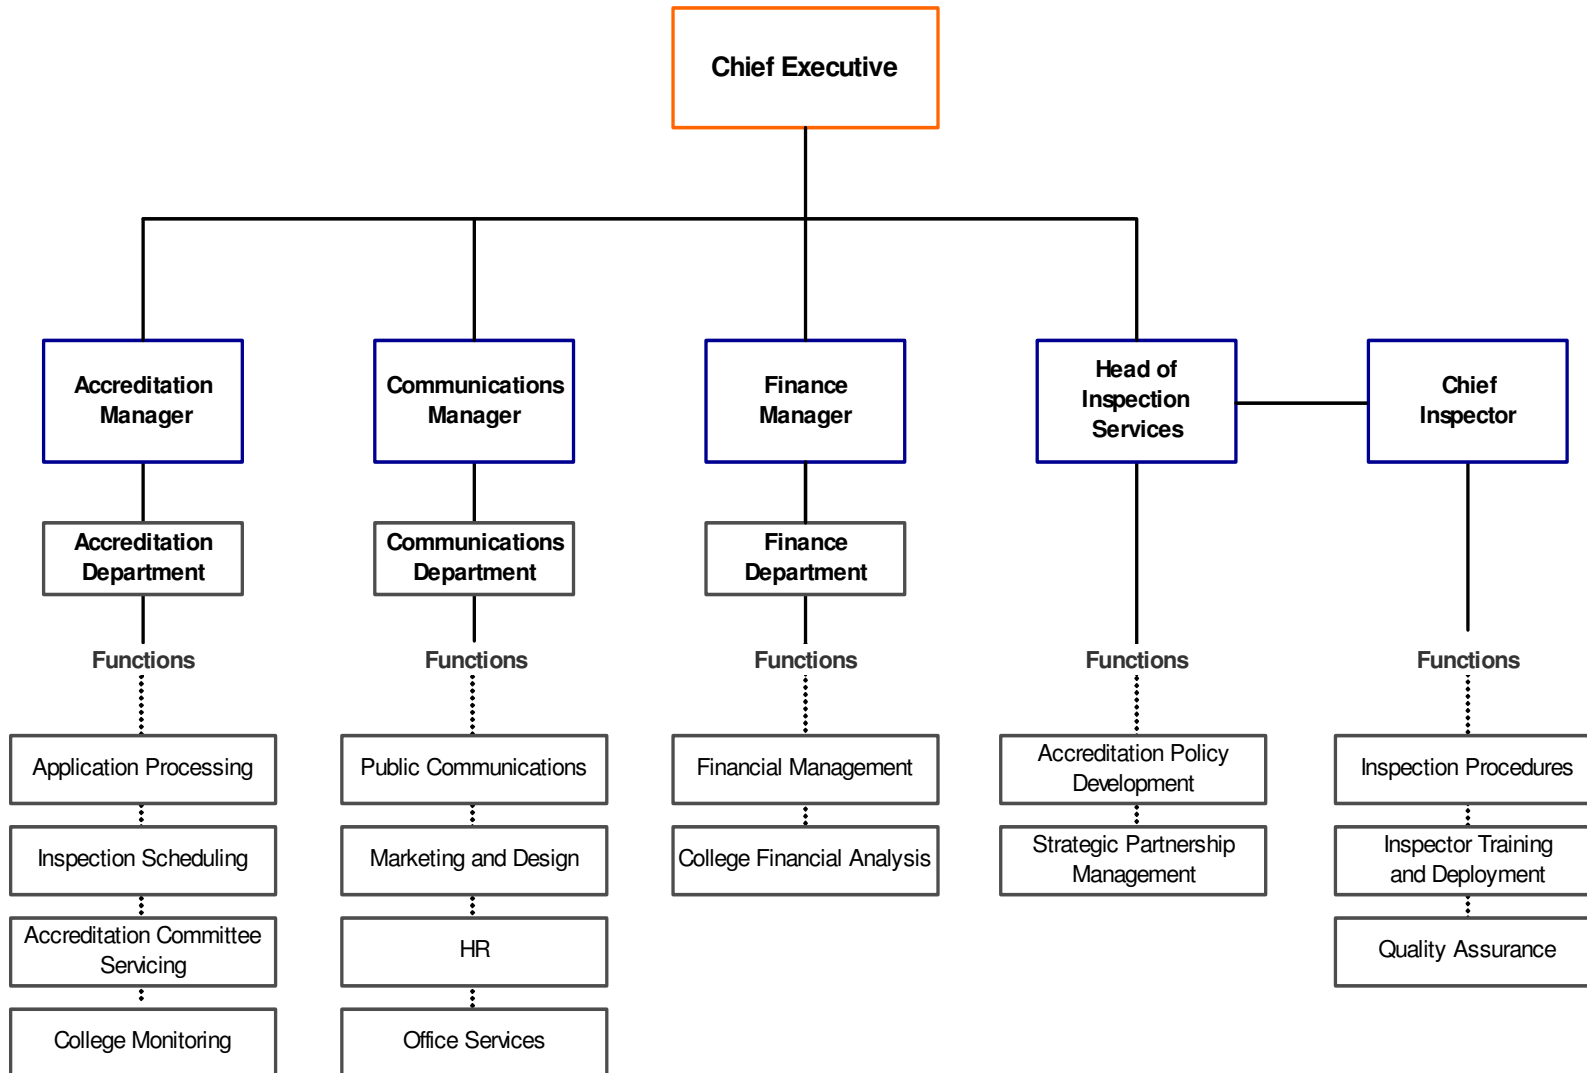 Chief Executive
Accreditation
Manager
Communications
Manager
Finance
Manager
Head of
Inspection
Services
Chief
Inspector
Accreditation
Department
Communications
Department
Finance
Department
Functions
Functions
Functions
Functions
Functions
Application Processing
Public Communications
Financial Management
Accreditation Policy
Development
Inspection Procedures
Inspection Scheduling
Marketing and Design
College Financial Analysis
Strategic Partnership
Management
Inspector Training
and Deployment
Accreditation Committee
Servicing
HR
Quality Assurance
College Monitoring
Office Services